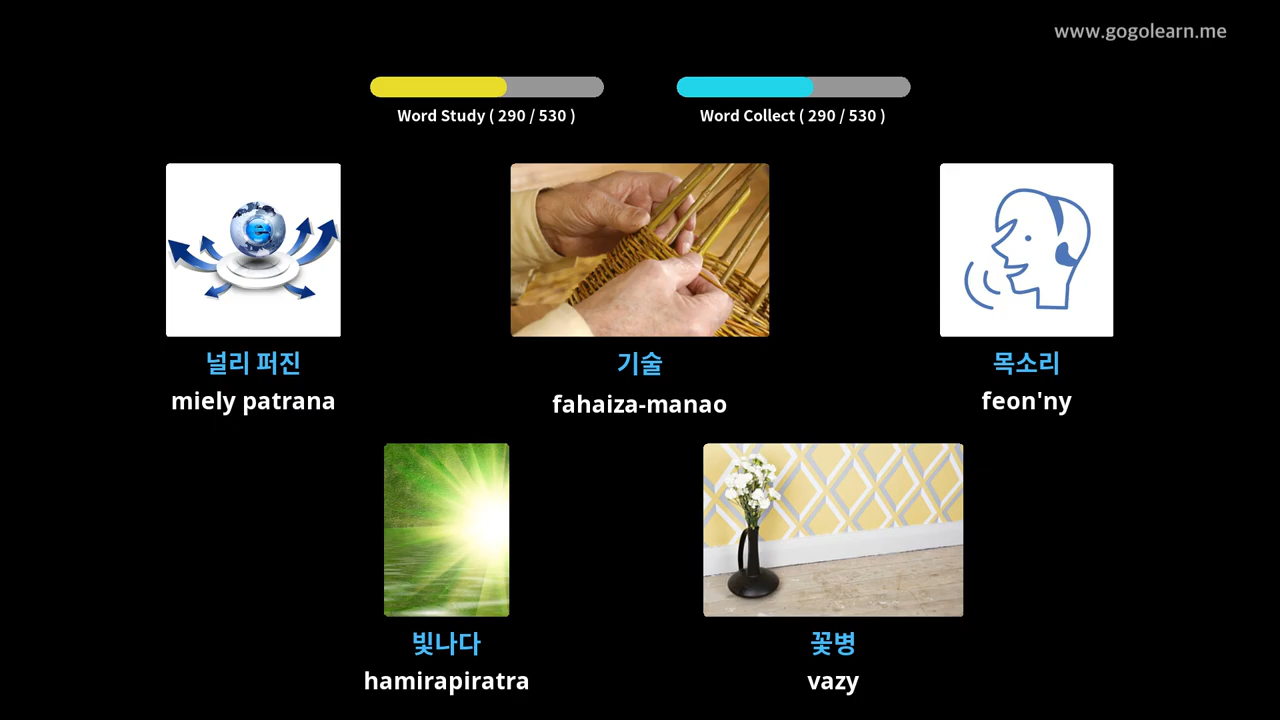 www.gogolearn.me
Word Study ( 290 / 530 )
Word Collect ( 290 / 530 )
널리 퍼진
miely patrana
기술
fahaiza-manao
목소리
feon'ny
빛나다
hamirapiratra
꽃병
vazy